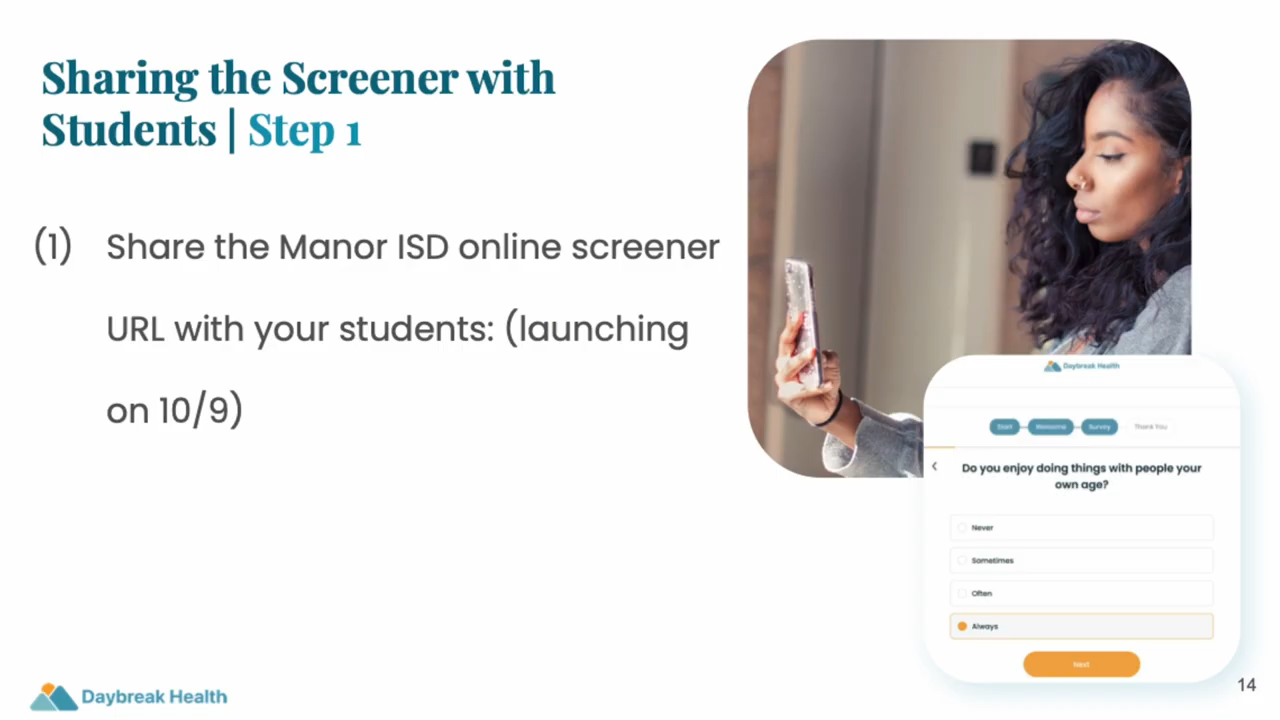 Sharing the Screener with
Students | Step 1
(1) Share the Manor ISD online screener
URL with your students: (launching
on 10/9)
Daybreak Health
Start Welcome Survey Thank You
Do you enjoy doing things with people your
own age?
Never
Sometimes
Often
Always
Next
Daybreak Health
14